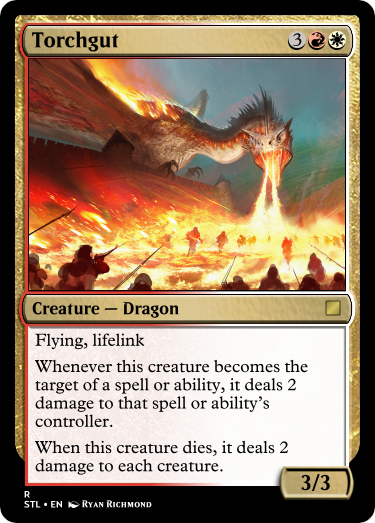 Torchgut 3
Creature — Dragon
Flying, lifelink
Whenever this creature becomes the
target of a spell or ability, it deals 2
damage to that spell or ability’s
controller.
When this creature dies, it deals 2
damage to each creature.
3/3
R
STL • EN Ryan Richmond